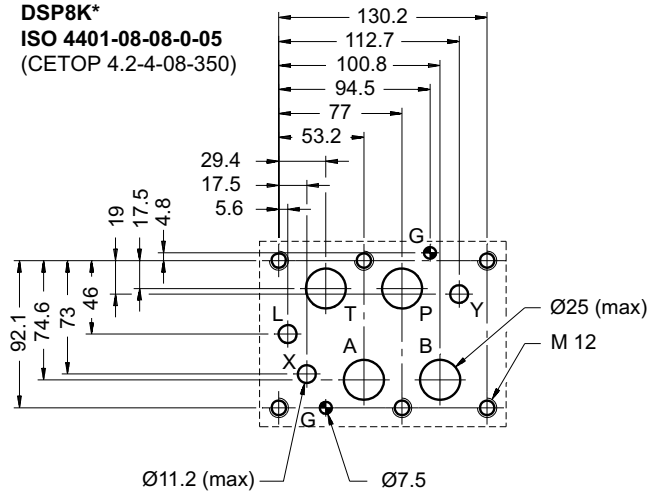 DSP8K*
ISO 4401-08-08-0-05
(CETOP 4.2-4-08-350)
130.2
112.7
100.8
94.5
77
53.2
29.4
17.5
5.6
19
17.5
4.8
G
92.1
74.6
73
46
L
T
P
Y
X
A
B
G
Ø25 (max)
M 12
Ø11.2 (max)
Ø7.5